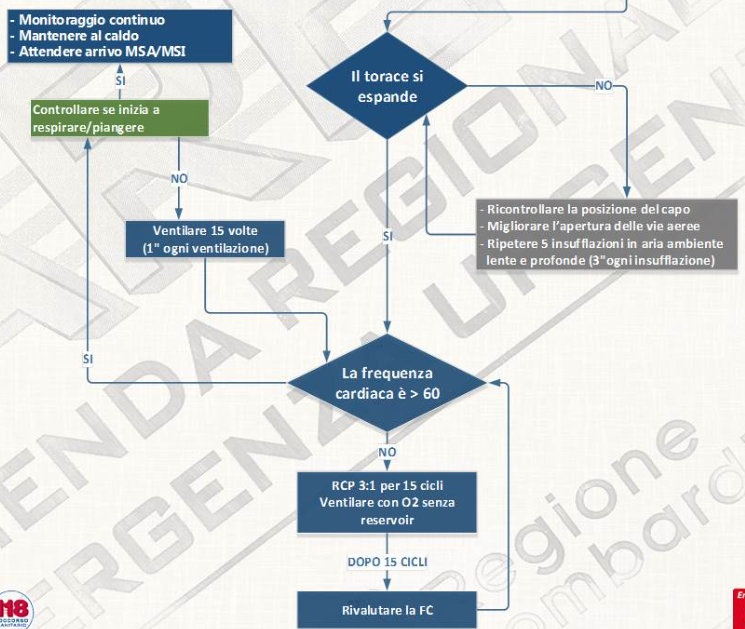 - Monitoraggio continuo
- Mantenere al caldo
- Attendere arrivo MSA/MSI
SI
Controllare se inizia a
respirare/piangere
NO
Ventilare 15 volte
(1" ogni ventilazione)
Il torace si
espande
NO
- Ricontrollare la posizione del capo
- Migliorare l'apertura delle vie aeree
- Ripetere 5 insufflazioni in aria ambiente
lente e profonde (3"ogni insufflazione)
SI
SI
La frequenza
cardiaca è > 60
NO
RCP 3:1 per 15 cicli
Ventilare con O2 senza
reservoir
DOPO 15 CICLI
Rivalutare la FC
118
SOCCORSO
SANITARIO